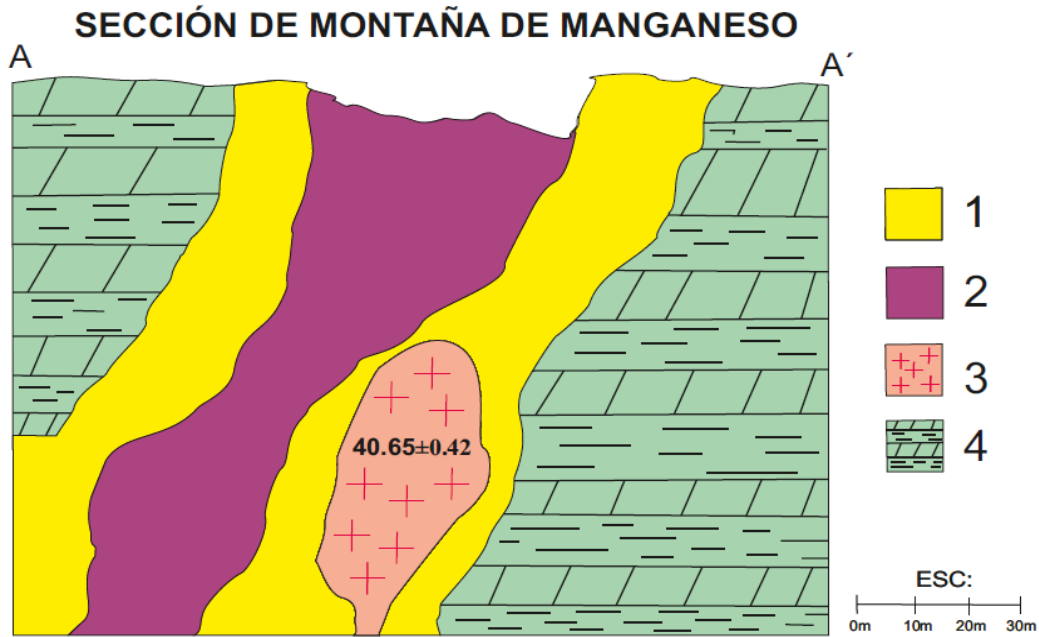 SECCIÓN DE MONTAÑA DE MANGANESO
A
A´
1
2
3
40.65±0.42
4
ESC:
0m 10m 20m 30m